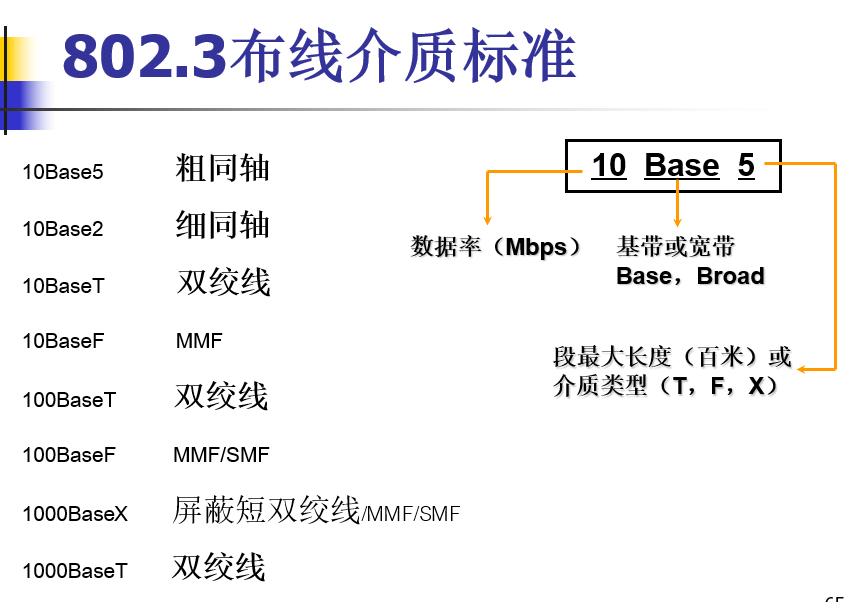 802.3布线介质标准
10Base5 粗同轴
10Base2 细同轴
10BaseT 双绞线
10BaseF MMF
100BaseT 双绞线
100BaseF MMF/SMF
1000BaseX 屏蔽短双绞线/MMF/SMF
1000BaseT 双绞线
10 Base 5
数据率（Mbps）
基带或宽带
Base，Broad
段最大长度（百米）或
介质类型（T，F，X）